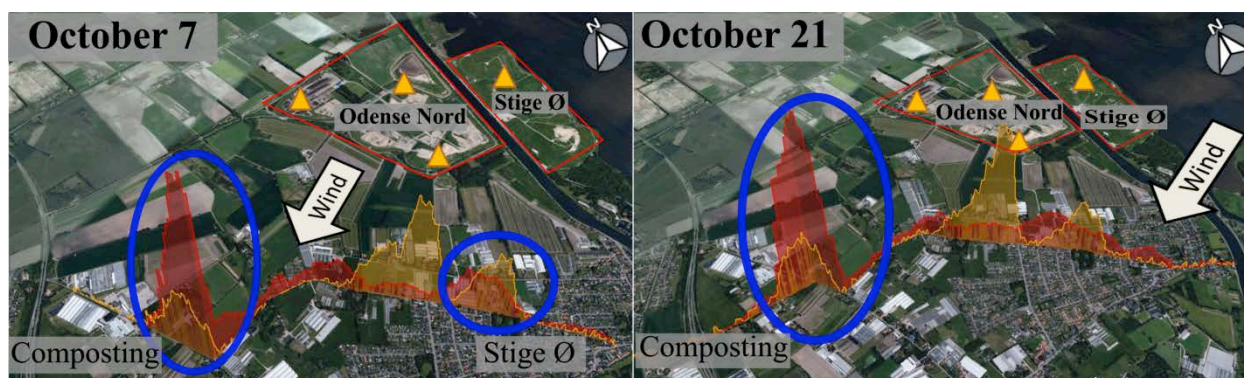 October 7
N
Odense Nord
Stige Ø
Wind
Composting
Stige Ø
October 21
N
Odense Nord
Stige Ø
Wind
Composting